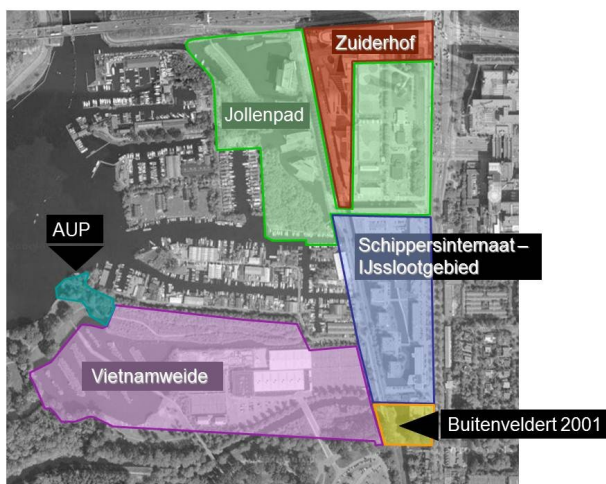 Zuiderhof
Jollenpad
AUP
Schippersinternaat –
IJsslootgebied
Vietnamweide
Buitenveldert 2001